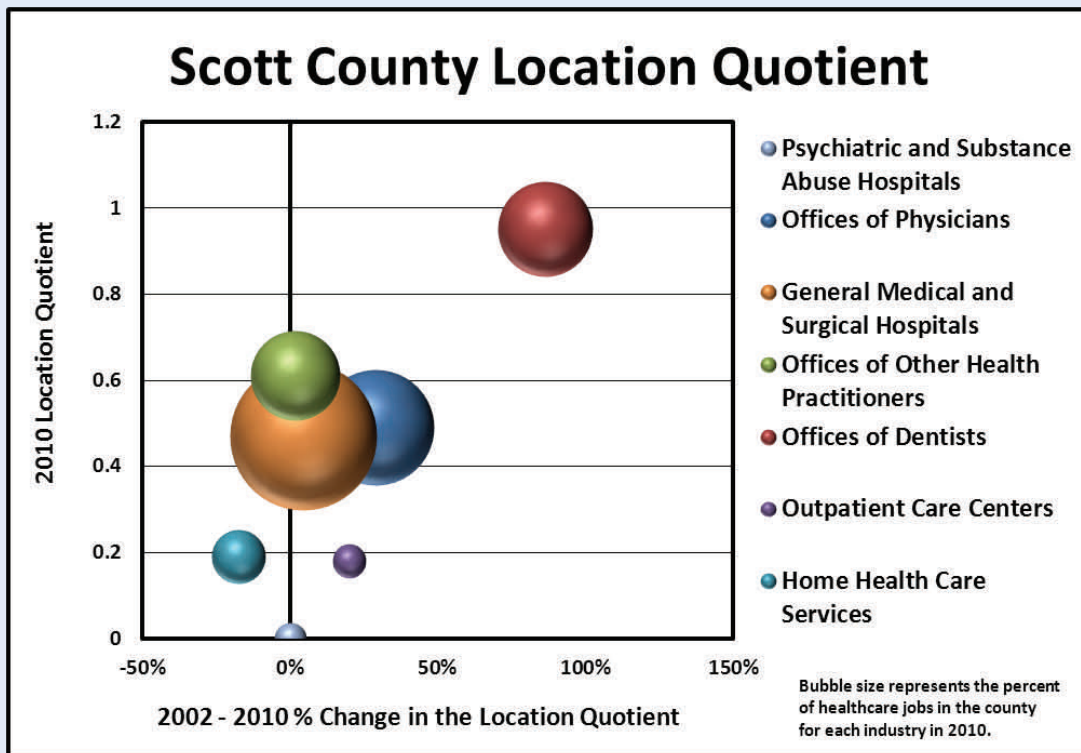 Scott County Location Quotient
1.2
1
0.8
0.6
0.4
0.2
0
2010 Location Quotient
-50%
0%
50%
100%
150%
2002 - 2010 % Change in the Location Quotient
Psychiatric and Substance
Abuse Hospitals
Offices of Physicians
General Medical and
Surgical Hospitals
Offices of Other Health
Practitioners
Offices of Dentists
Outpatient Care Centers
Home Health Care
Services
Bubble size represents the percent
of healthcare jobs in the county
for each industry in 2010.